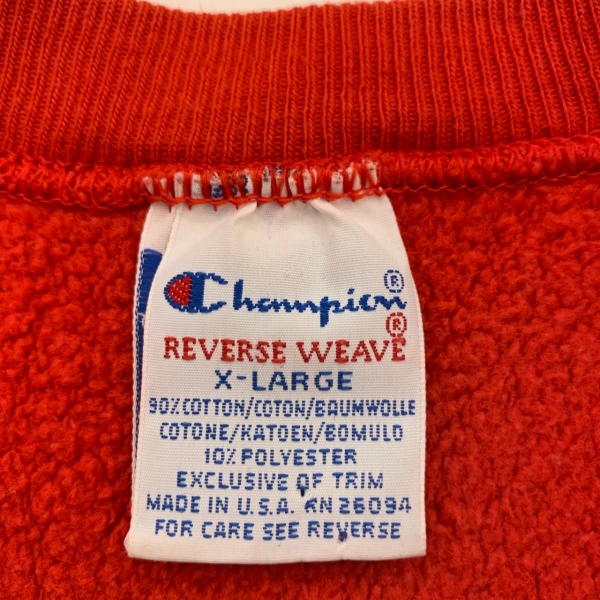 Champion®
REVERSE WEAVE®
X-LARGE
90% COTTON/COTON/BAUMWOLLE
COTONE/KATOEN/BOMULD
10% POLYESTER
EXCLUSIVE OF TRIM
MADE IN U.S.A. RN 26094
FOR CARE SEE REVERSE